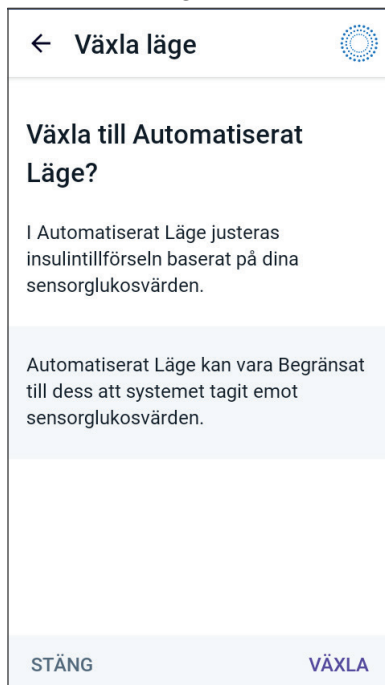 Växla läge
Växla till Automatiserat
Läge?
I Automatiserat Läge justeras
insulintillförseln baserat på dina
sensorglukosvärden.
Automatiserat Läge kan vara Begränsat
till dess att systemet tagit emot
sensorglukosvärden.
STÄNG
VÄXLA